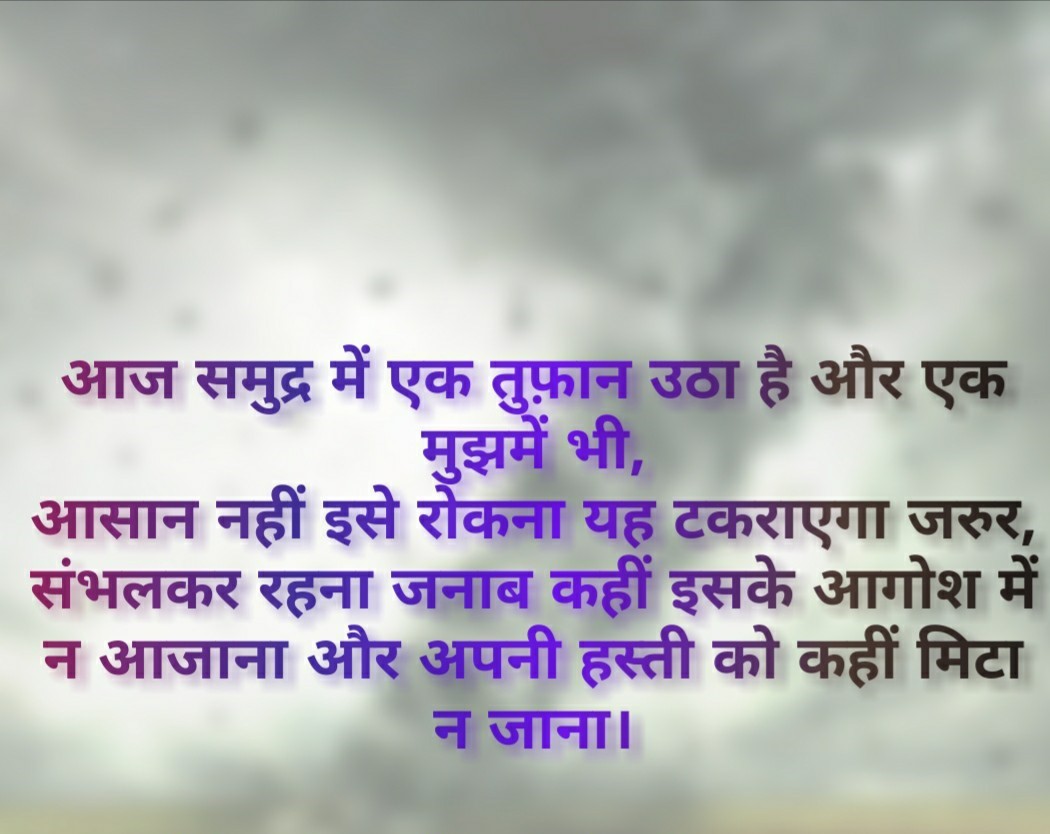 आज समुद्र में एक तुफ़ान उठा है और एक
मुझमें भी,
आसान नहीं इसे रोकना यह टकराएगा जरुर,
संभलकर रहना जनाब कहीं इसके आगोश में
न आजाना और अपनी हस्ती को कहीं मिटा
न जाना।